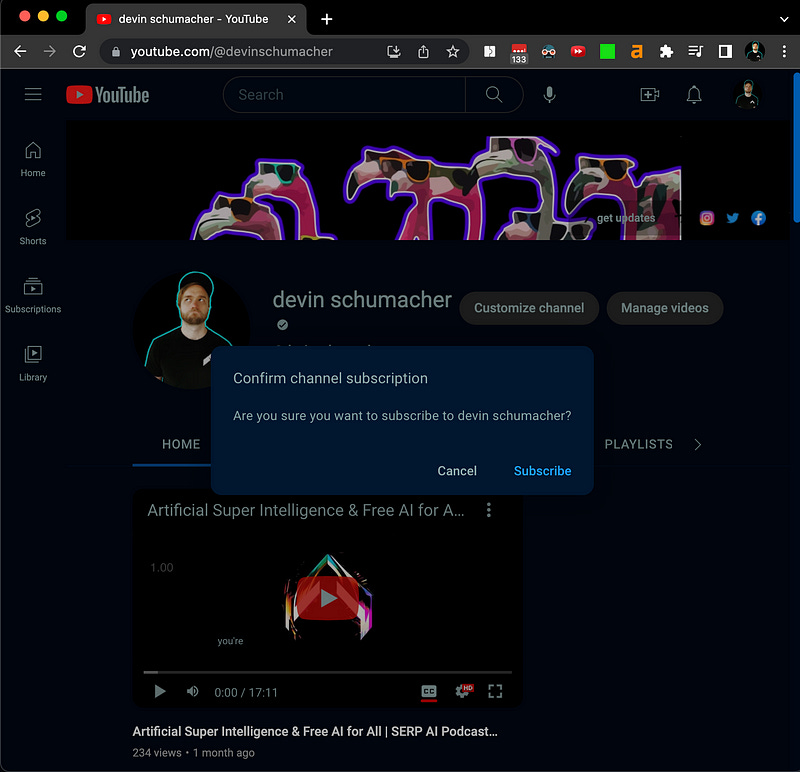 devin schumacher - YouTube
youtube.com/@devinschumacher
133
YouTube
Search
Home
Shorts
Subscriptions
Library
get updates
devin schumacher
Customize channel
Manage videos
Confirm channel subscription
Are you sure you want to subscribe to devin schumacher?
Cancel
Subscribe
HOME
PLAYLISTS
Artificial Super Intelligence & Free AI for A...
1.00
you're
0:00 / 17:11
CC
HD
Artificial Super Intelligence & Free AI for All | SERP AI Podcast...
234 views • 1 month ago